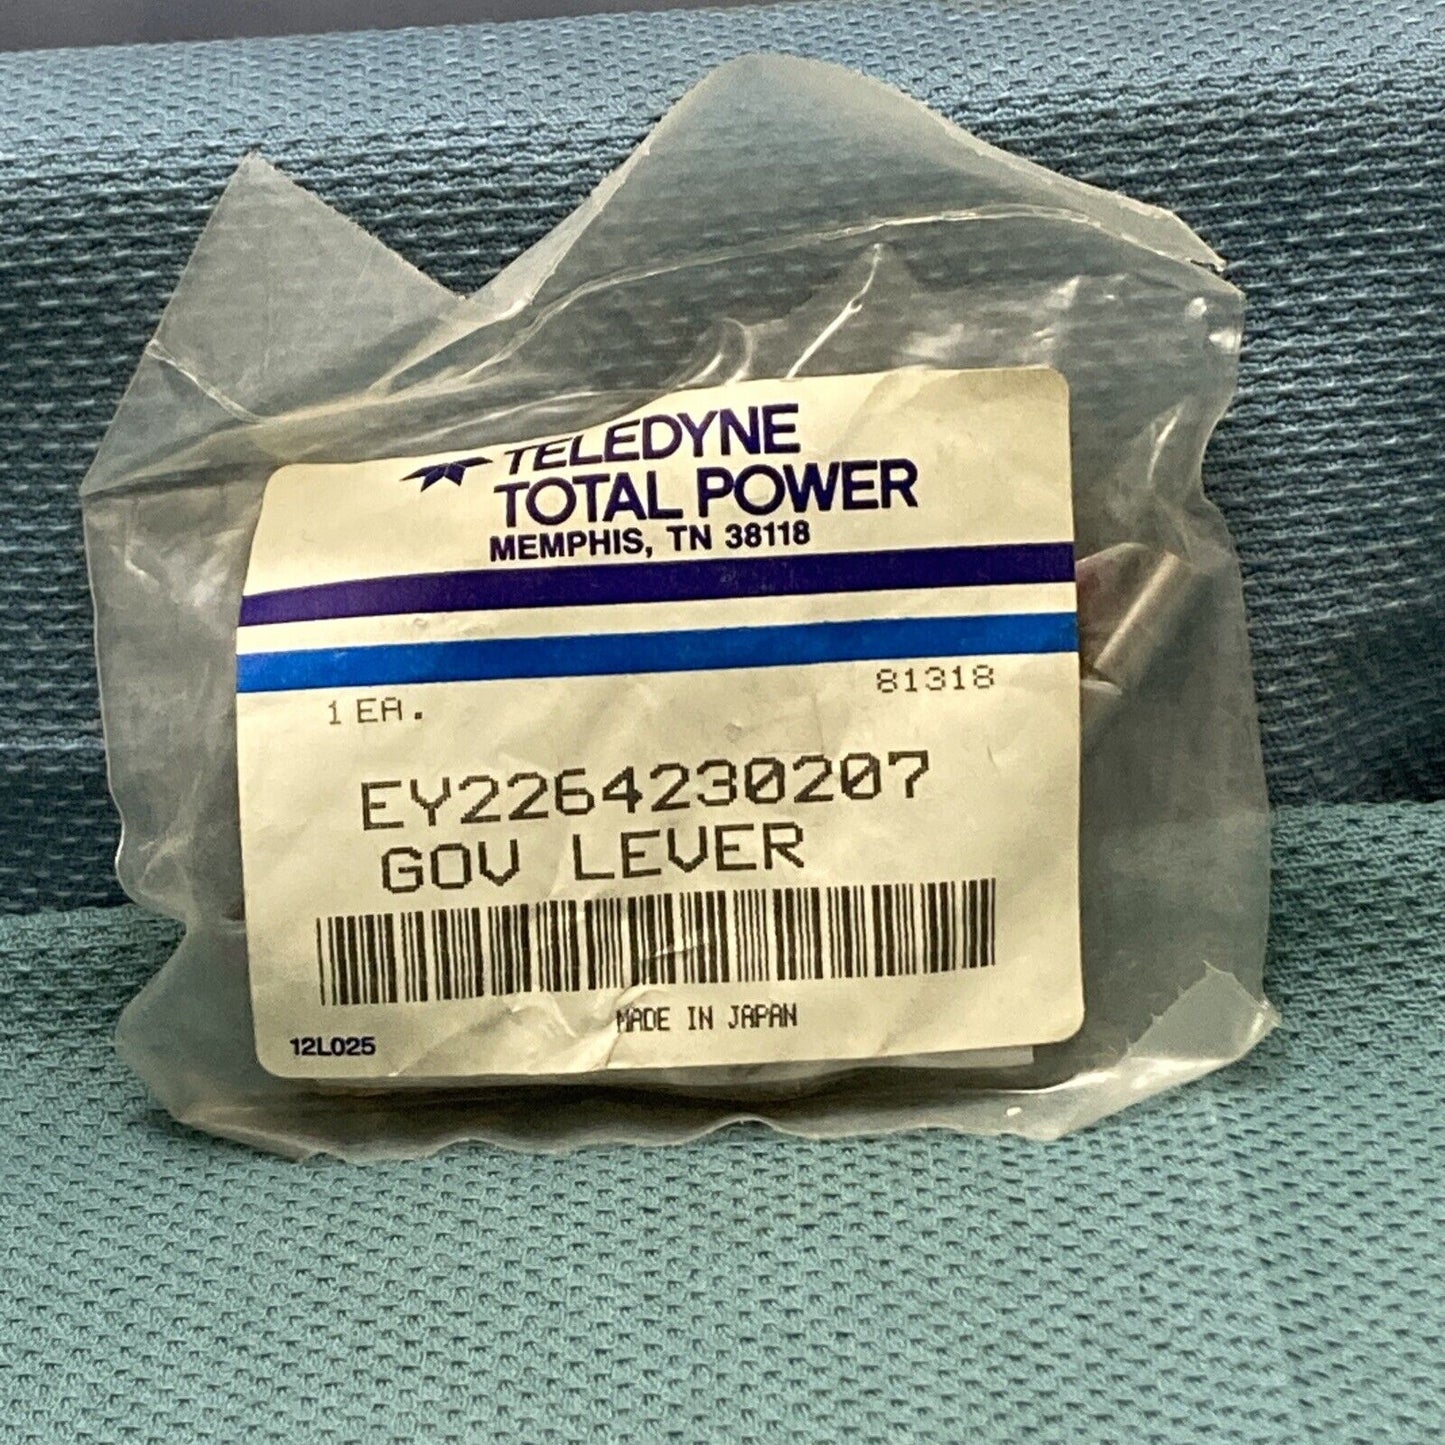 TELEDYNE
TOTAL POWER
MEMPHIS, TN 38118
1 EA.
81318
EY2264230207
GOV LEVER
MADE IN JAPAN
12L025